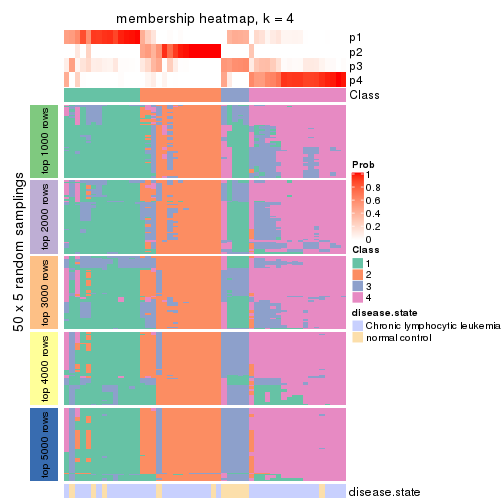 membership heatmap, k = 4
p1
p2
p3
p4
Class
50 x 5 random samplings
top 1000 rows
top 2000 rows
top 3000 rows
top 4000 rows
top 5000 rows
Prob
1
0.8
0.6
0.4
0.2
0
Class
1
2
3
4
disease.state
Chronic lymphocytic leukemia
normal control
disease.state